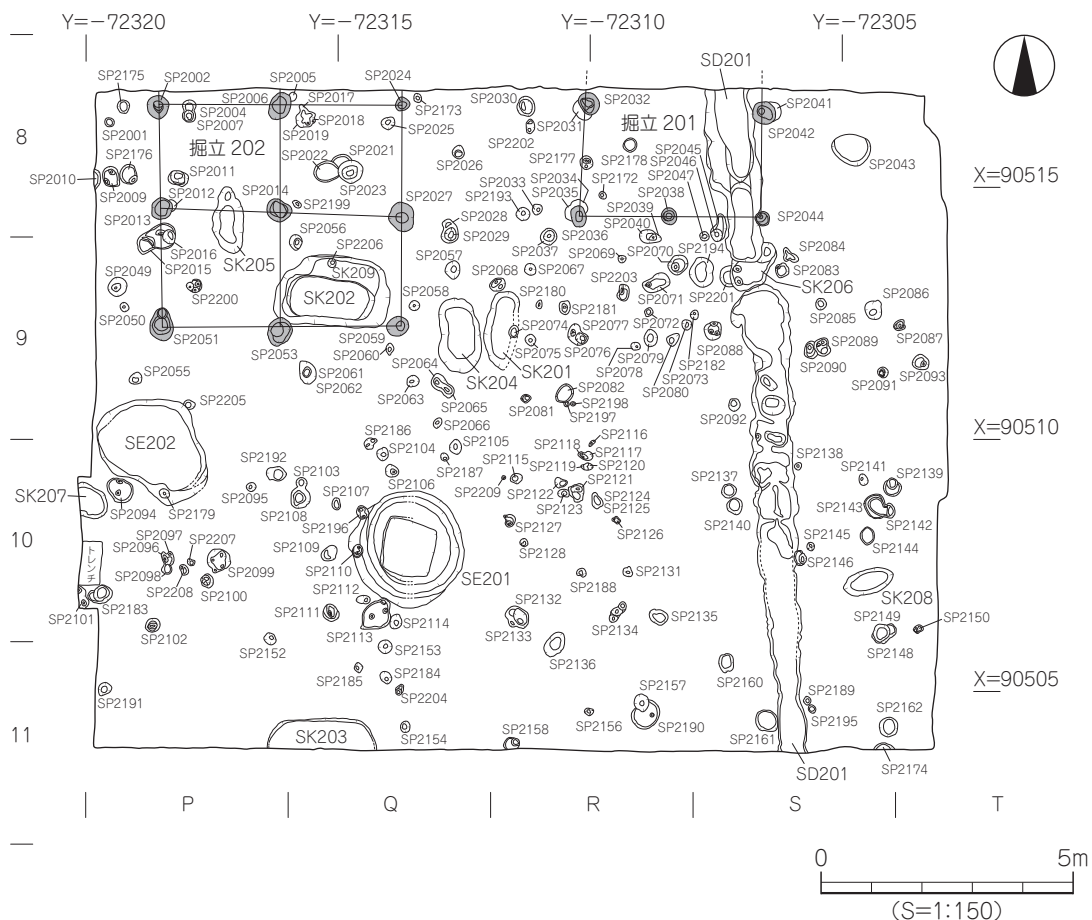 Y=-72320 Y=-72315 Y=-72310 Y=-72305
SD201
SP2175 SP2002 SP2005 SP2024
SP2006 SP2017 SP2173 SP2030 SP2032 SP2041
SP2004 SP2018
SP2007 SP2019 SP2025 SP2031 掘立 201 SP2042
8 SP2001 SP2202 SP2045
SP2176 掘立 202 SP2021 SP2026 SP2177 SP2178 SP2046 SP2043
SP2022 SP2047
SP2010 SP2011 SP2034 SP2172 X=90515
SP2009 SP2012 SP2014 SP2023 SP2027 SP2033 SP2035 SP2038
SP2199 SP2193 SP2039 SP2044
SP2013 SP2028 SP2040
SP2056 SP2206 SP2029 SP2036 SP2194 SP2084
SP2016 SP2037 SP2069 SP2070
SP2015 SK205 SK209 SP2057 SP2068 SP2067 SP2083
SP2049 SP2203 SK206
SP2200 SK202 SP2058 SP2180 SP2071 SP2201 SP2086
SP2050 SP2181 SP2085
9 SP2051 SP2059 SP2074 SP2077 SP2072 SP2087
SP2053 SP2060 SP2075 SP2076 SP2079 SP2088 SP2089
SP2064 SP2078 SP2182 SP2090
SP2055 SP2061 SK204 SK201 SP2073 SP2091 SP2093
SP2062 SP2082 SP2080
SP2063 SP2065 SP2198
SP2205 SP2081 SP2197 SP2092
SP2066 X=90510
SE202 SP2186 SP2116
SP2104 SP2105 SP2118 SP2117 SP2138
SP2192 SP2103 SP2115 SP2119 SP2120 SP2137 SP2141 SP2139
SK207 SP2107 SP2187 SP2121
SP2095 SP2106 SP2209 SP2122 SP2124
SP2094 SP2179 SP2108 SP2123 SP2125 SP2143
SP2196 SP2140 SP2142
SP2097 SP2127 SP2126 SP2145
10 SP2096 SP2207 SP2109 SP2144
トレンチ SP2128 SP2146
SP2098 SP2099 SP2110 SE201
SP2208 SP2100 SP2112 SP2188 SP2131 SK208
SP2101 SP2183 SP2111 SP2132 SP2135 SP2149 SP2150
SP2102 SP2113 SP2114 SP2134
SP2152 SP2133 SP2148
SP2153 SP2136
SP2185 SP2184 SP2160 X=90505
SP2191 SP2204 SP2157 SP2189
SP2195 SP2162
SP2156 SP2190
11 SK203 SP2154 SP2158 SP2161
SP2174
SD201
P Q R S T
0 5m
(S=1:150)